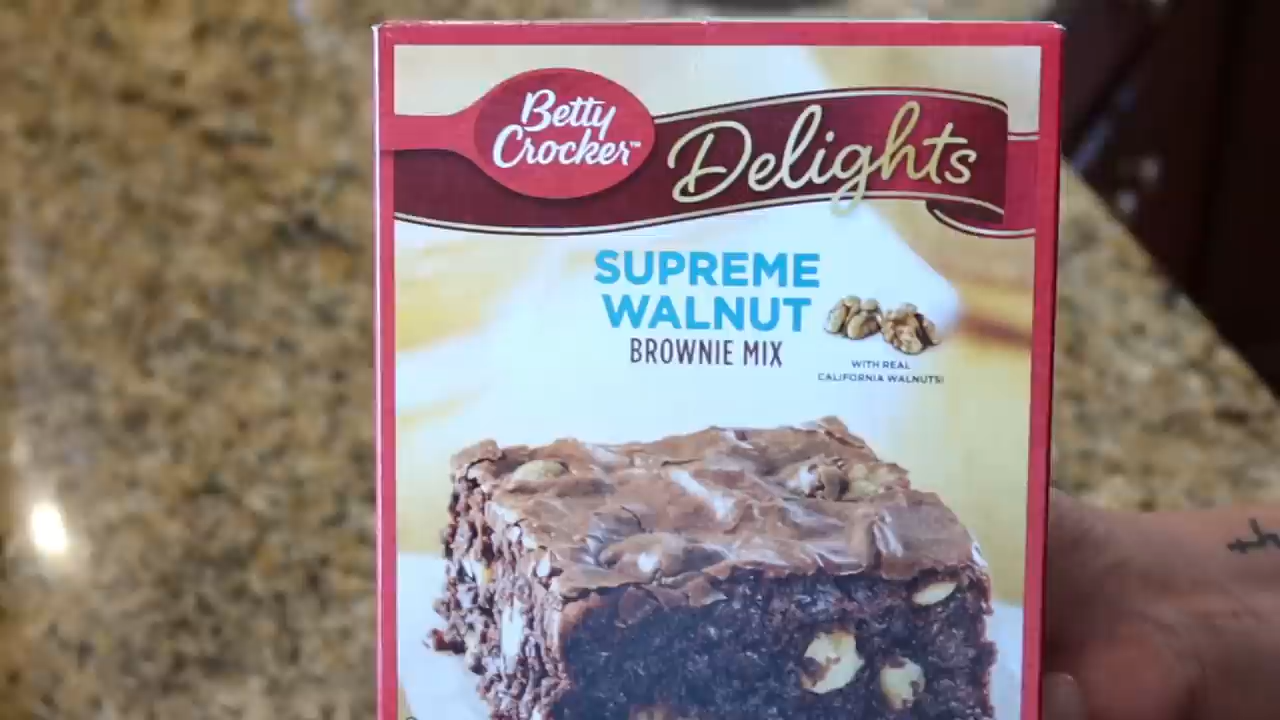 Betty
Crocker™
Delights
SUPREME
WALNUT
BROWNIE MIX
WITH REAL
CALIFORNIA WALNUTS!